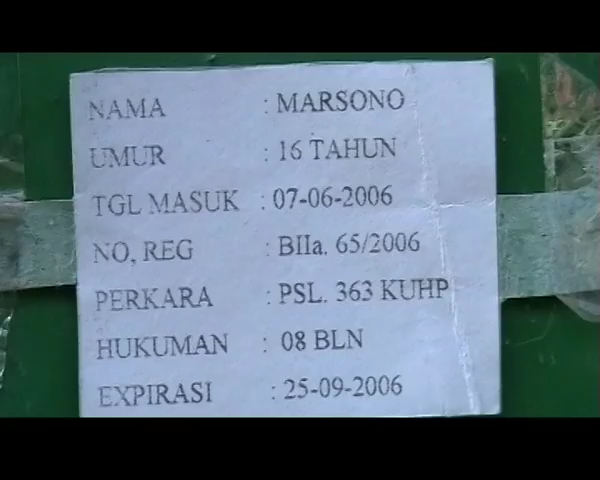 NAMA : MARSONO
UMUR : 16 TAHUN
TGL MASUK : 07-06-2006
NO, REG : BIIa. 65/2006
PERKARA : PSL. 363 KUHP
HUKUMAN : 08 BLN
EXPIRASI : 25-09-2006